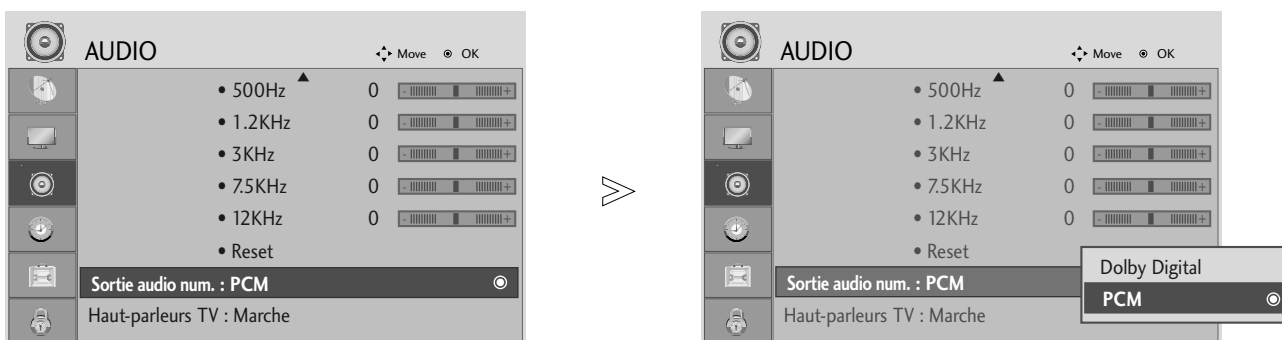 AUDIO Move OK
• 500Hz 0 - +
• 1.2KHz 0 - +
• 3KHz 0 - +
• 7.5KHz 0 - +
• 12KHz 0 - +
• Reset
Sortie audio num. : PCM
Haut-parleurs TV : Marche
AUDIO Move OK
• 500Hz 0 - +
• 1.2KHz 0 - +
• 3KHz 0 - +
• 7.5KHz 0 - +
• 12KHz 0 - +
• Reset
Sortie audio num. : PCM
Haut-parleurs TV : Marche
Dolby Digital
PCM